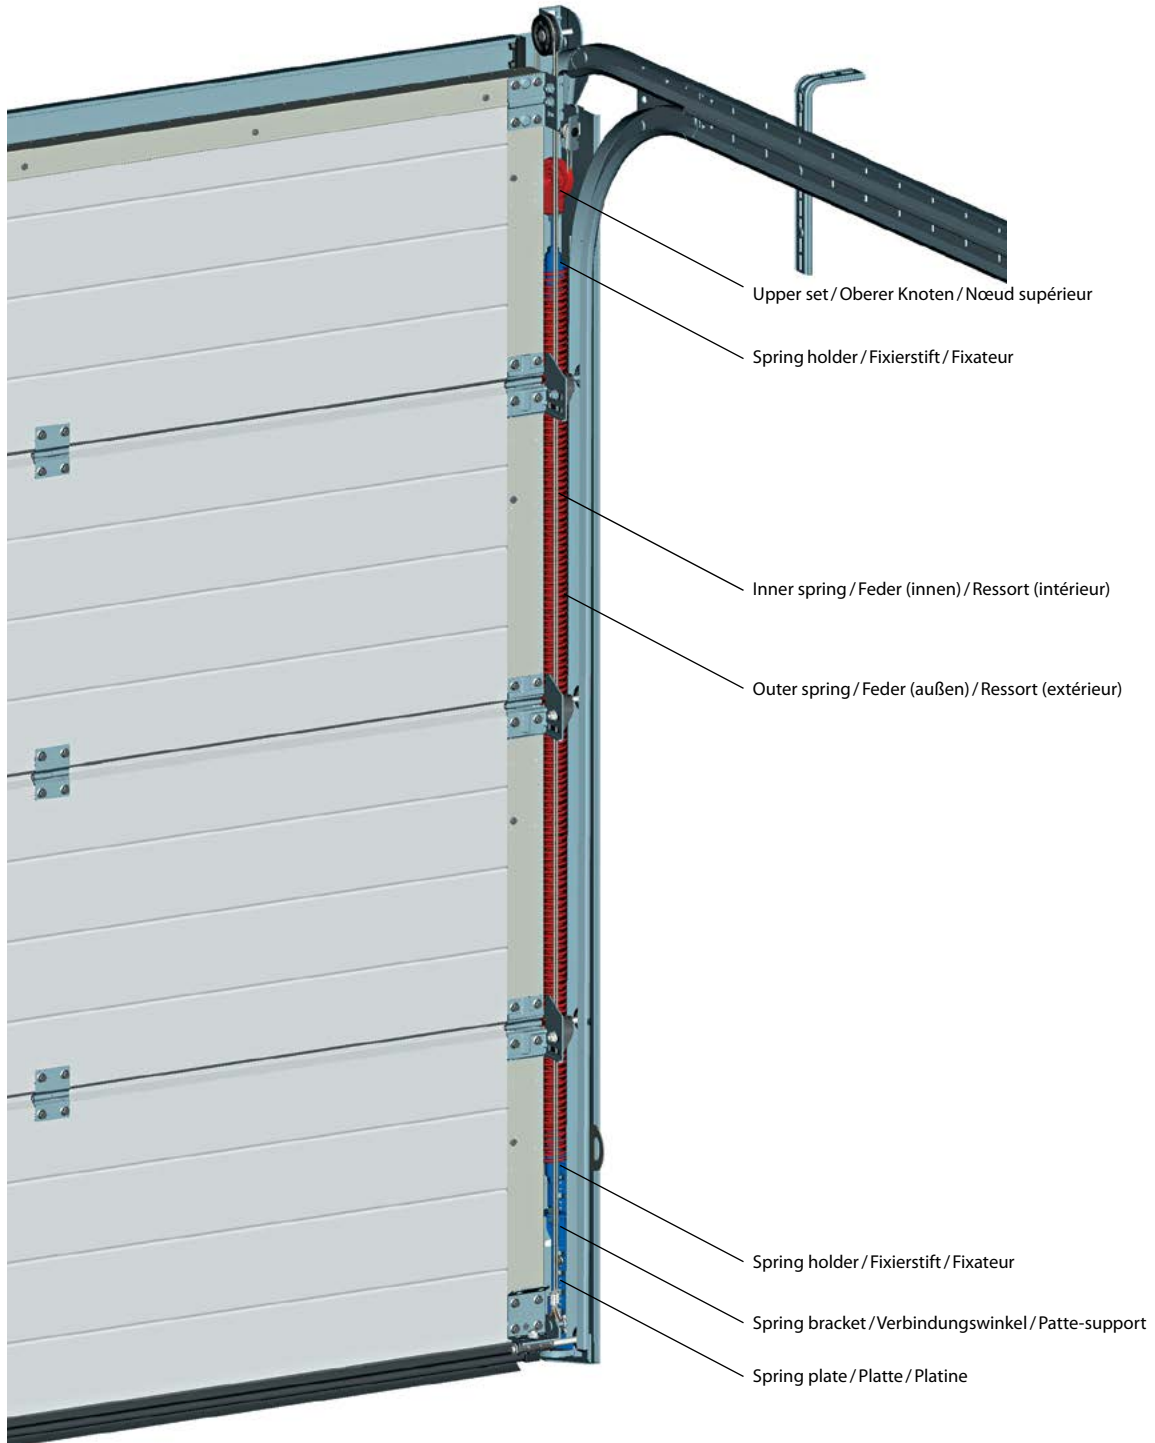 Upper set / Oberer Knoten / Nœud supérieur
Spring holder / Fixierstift / Fixateur
Inner spring / Feder (innen) / Ressort (intérieur)
Outer spring / Feder (außen) / Ressort (extérieur)
Spring holder / Fixierstift / Fixateur
Spring bracket / Verbindungswinkel / Patte-support
Spring plate / Platte / Platine